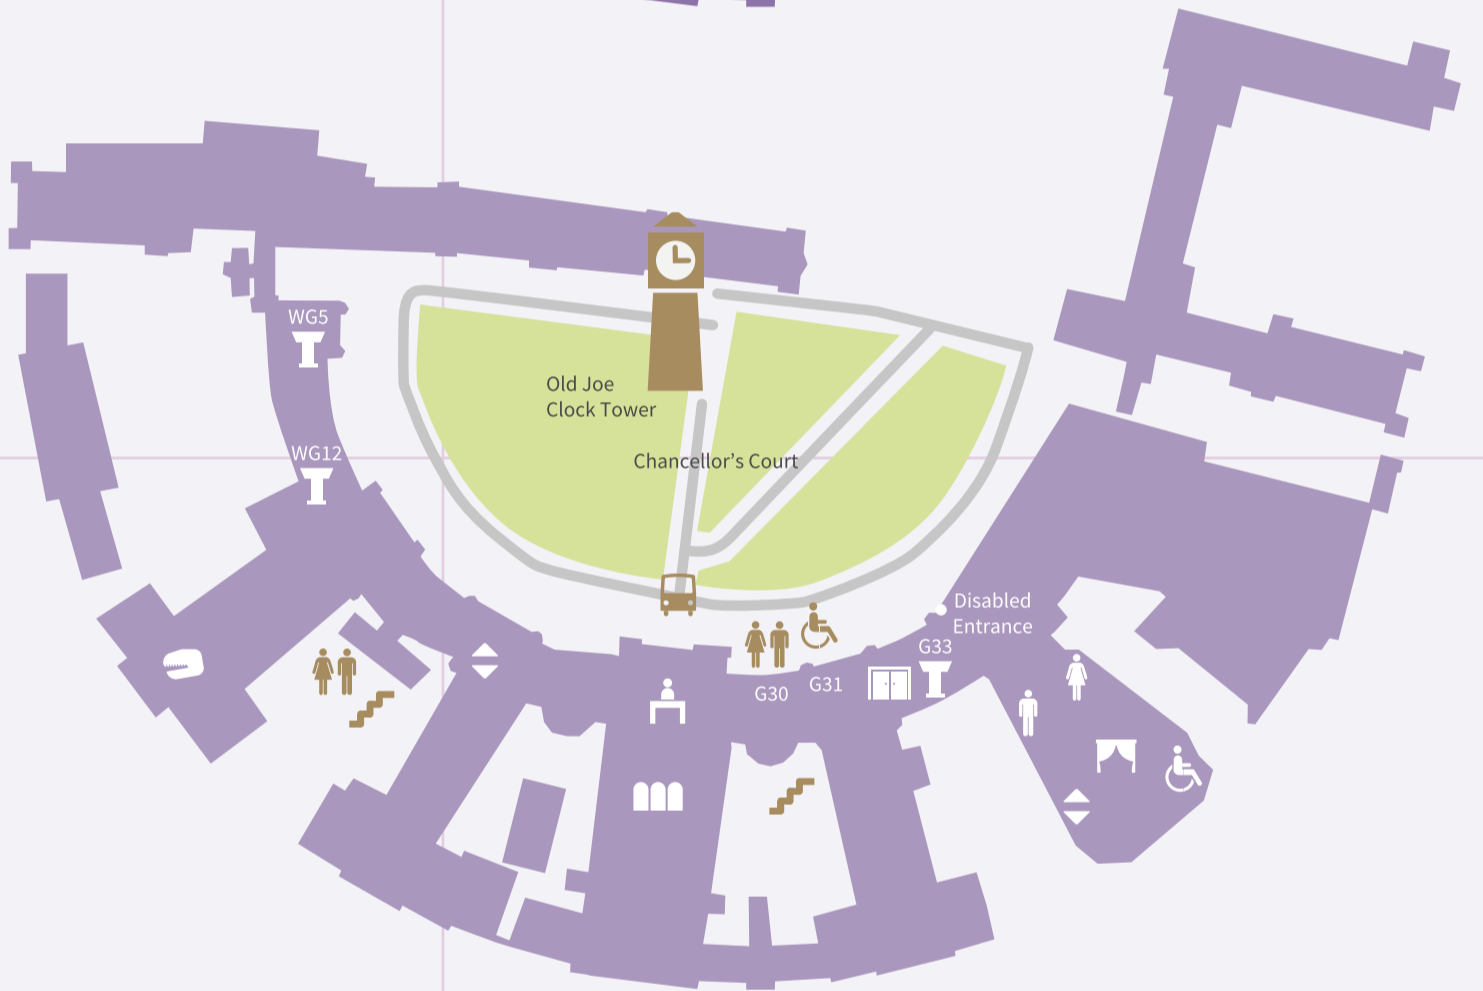 WG5
Old Joe
Clock Tower
WG12
Chancellor's Court
Disabled
Entrance
G33
G31
G30